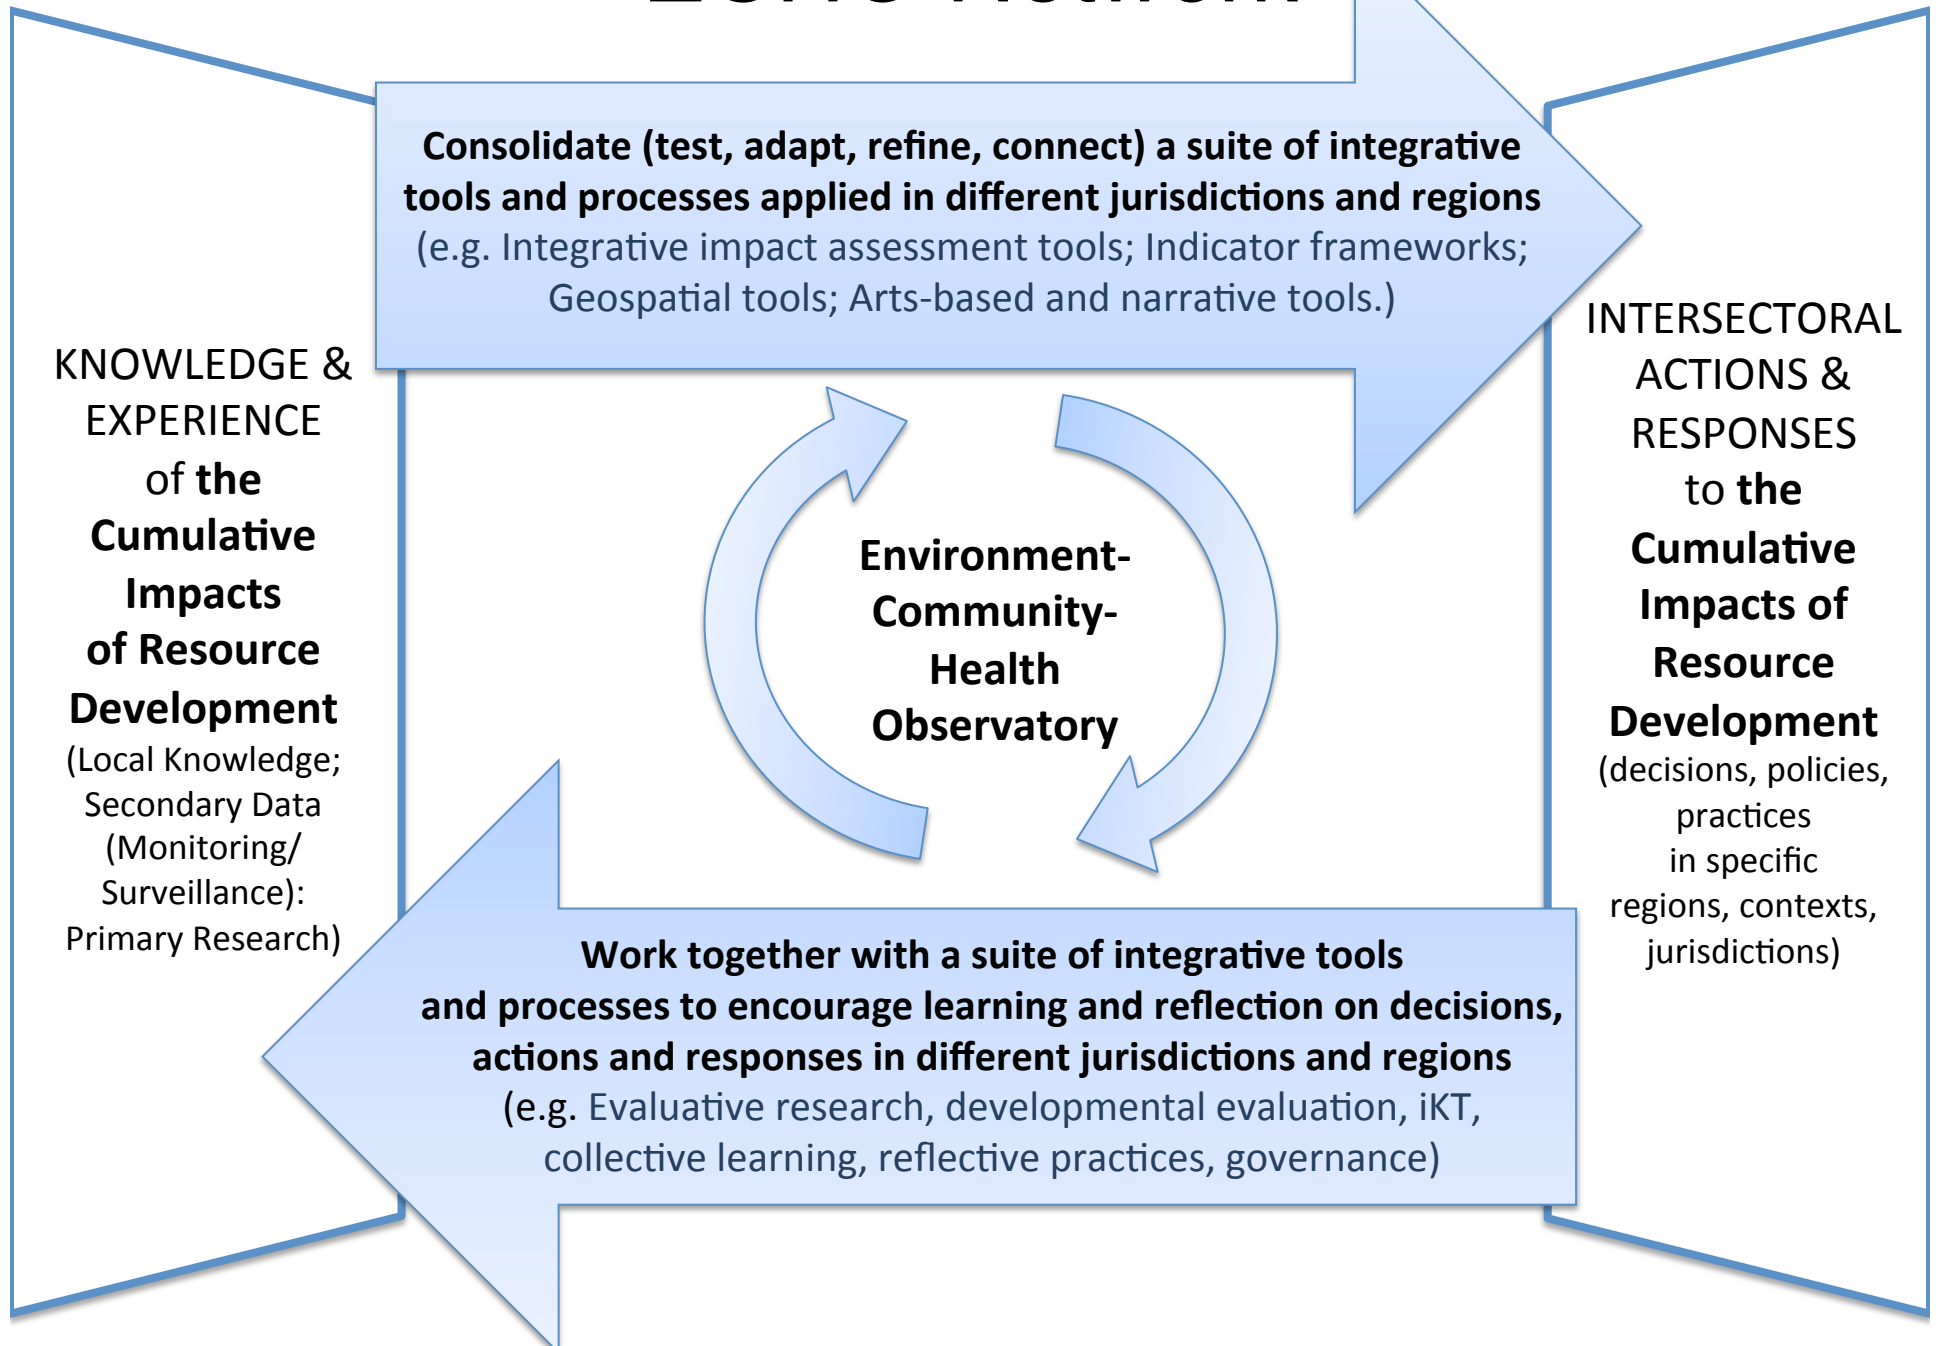 Consolidate (test, adapt, refine, connect) a suite of integrative
tools and processes applied in different jurisdictions and regions
(e.g. Integrative impact assessment tools; Indicator frameworks;
Geospatial tools; Arts-based and narrative tools.)
KNOWLEDGE &
EXPERIENCE
of the
Cumulative
Impacts
of Resource
Development
(Local Knowledge;
Secondary Data
(Monitoring/
Surveillance):
Primary Research)
Environment-
Community-
Health
Observatory
INTERSECTORAL
ACTIONS &
RESPONSES
to the
Cumulative
Impacts of
Resource
Development
(decisions, policies,
practices
in specific
regions, contexts,
jurisdictions)
Work together with a suite of integrative tools
and processes to encourage learning and reflection on decisions,
actions and responses in different jurisdictions and regions
(e.g. Evaluative research, developmental evaluation, iKT,
collective learning, reflective practices, governance)